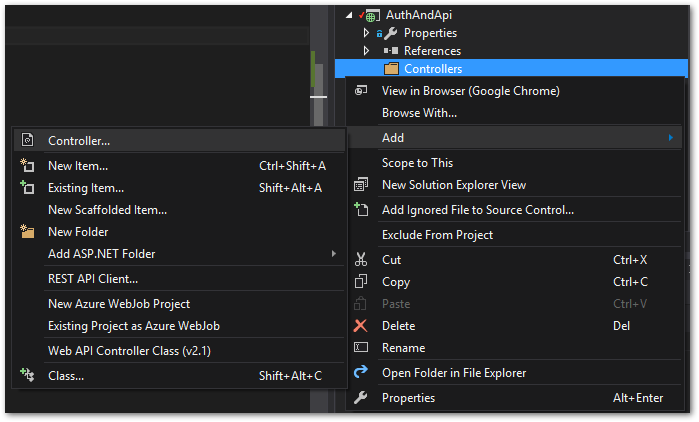 AuthAndApi
Properties
References
Controllers
View in Browser (Google Chrome)
Browse With...
Add
Scope to This
New Solution Explorer View
Add Ignored File to Source Control...
Exclude From Project
Cut Ctrl+X
Copy Ctrl+C
Paste Ctrl+V
Delete Del
Rename
Open Folder in File Explorer
Properties Alt+Enter
Controller...
New Item... Ctrl+Shift+A
Existing Item... Shift+Alt+A
New Scaffolded Item...
New Folder
Add ASP.NET Folder
REST API Client...
New Azure WebJob Project
Existing Project as Azure WebJob
Web API Controller Class (v2.1)
Class... Shift+Alt+C